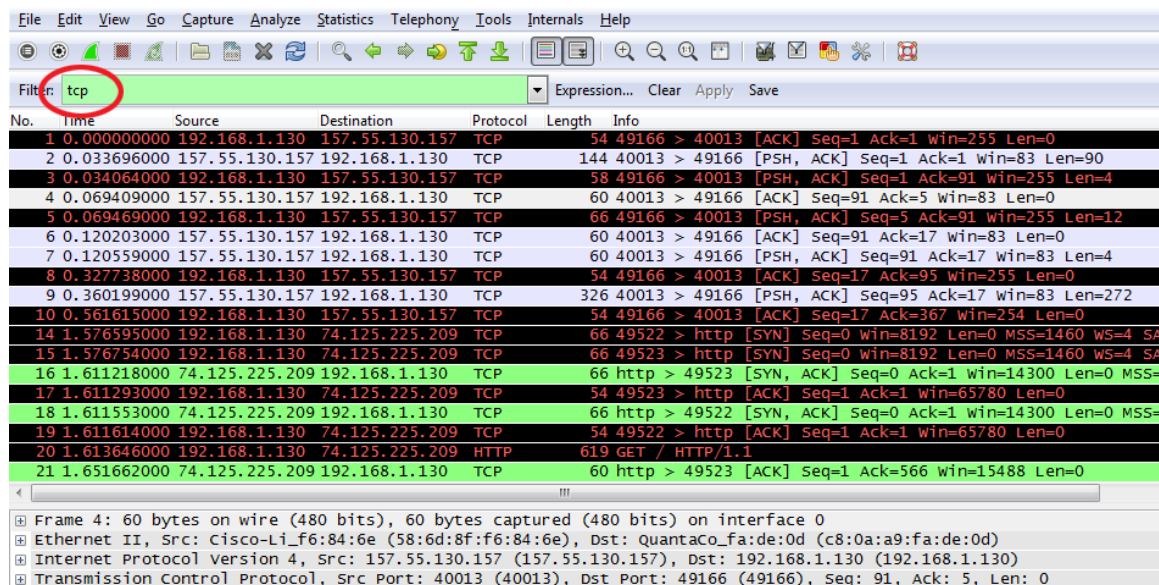 File Edit View Go Capture Analyze Statistics Telephony Tools Internals Help
Filter: tcp Expression... Clear Apply Save
No. Time Source Destination Protocol Length Info
1 0.000000000 192.168.1.130 157.55.130.157 TCP 54 49166 > 40013 [ACK] Seq=1 Ack=1 Win=255 Len=0
2 0.033696000 157.55.130.157 192.168.1.130 TCP 144 40013 > 49166 [PSH, ACK] Seq=1 Ack=1 Win=83 Len=90
3 0.034064000 192.168.1.130 157.55.130.157 TCP 58 49166 > 40013 [PSH, ACK] Seq=1 Ack=91 Win=255 Len=4
4 0.069409000 157.55.130.157 192.168.1.130 TCP 60 40013 > 49166 [ACK] Seq=91 Ack=5 Win=83 Len=0
5 0.069469000 192.168.1.130 157.55.130.157 TCP 66 49166 > 40013 [PSH, ACK] Seq=5 Ack=91 Win=255 Len=12
6 0.120203000 157.55.130.157 192.168.1.130 TCP 60 40013 > 49166 [ACK] Seq=91 Ack=17 Win=83 Len=0
7 0.120559000 157.55.130.157 192.168.1.130 TCP 60 40013 > 49166 [PSH, ACK] Seq=91 Ack=17 Win=83 Len=4
8 0.327738000 192.168.1.130 157.55.130.157 TCP 54 49166 > 40013 [ACK] Seq=17 Ack=95 Win=255 Len=0
9 0.360199000 157.55.130.157 192.168.1.130 TCP 326 40013 > 49166 [PSH, ACK] Seq=95 Ack=17 Win=83 Len=272
10 0.561615000 192.168.1.130 157.55.130.157 TCP 54 49166 > 40013 [ACK] Seq=17 Ack=367 Win=254 Len=0
14 1.576595000 192.168.1.130 74.125.225.209 TCP 66 49522 > http [SYN] Seq=0 Win=8192 Len=0 MSS=1460 WS=4 SA
15 1.576754000 192.168.1.130 74.125.225.209 TCP 66 49523 > http [SYN] Seq=0 Win=8192 Len=0 MSS=1460 WS=4 SA
16 1.611218000 74.125.225.209 192.168.1.130 TCP 66 http > 49523 [SYN, ACK] Seq=0 Ack=1 Win=14300 Len=0 MSS=
17 1.611293000 192.168.1.130 74.125.225.209 TCP 54 49523 > http [ACK] Seq=1 Ack=1 Win=65780 Len=0
18 1.611553000 74.125.225.209 192.168.1.130 TCP 66 http > 49522 [SYN, ACK] Seq=0 Ack=1 Win=14300 Len=0 MSS=
19 1.611614000 192.168.1.130 74.125.225.209 TCP 54 49522 > http [ACK] Seq=1 Ack=1 Win=65780 Len=0
20 1.613646000 192.168.1.130 74.125.225.209 HTTP 619 GET / HTTP/1.1
21 1.651662000 74.125.225.209 192.168.1.130 TCP 60 http > 49523 [ACK] Seq=1 Ack=566 Win=15488 Len=0
Frame 4: 60 bytes on wire (480 bits), 60 bytes captured (480 bits) on interface 0
Ethernet II, Src: Cisco-Li_f6:84:6e (58:6d:8f:f6:84:6e), Dst: QuantaCo_fa:de:0d (c8:0a:a9:fa:de:0d)
Internet Protocol Version 4, Src: 157.55.130.157 (157.55.130.157), Dst: 192.168.1.130 (192.168.1.130)
Transmission Control Protocol, Src Port: 40013 (40013), Dst Port: 49166 (49166), Seq: 91, Ack: 5, Len: 0